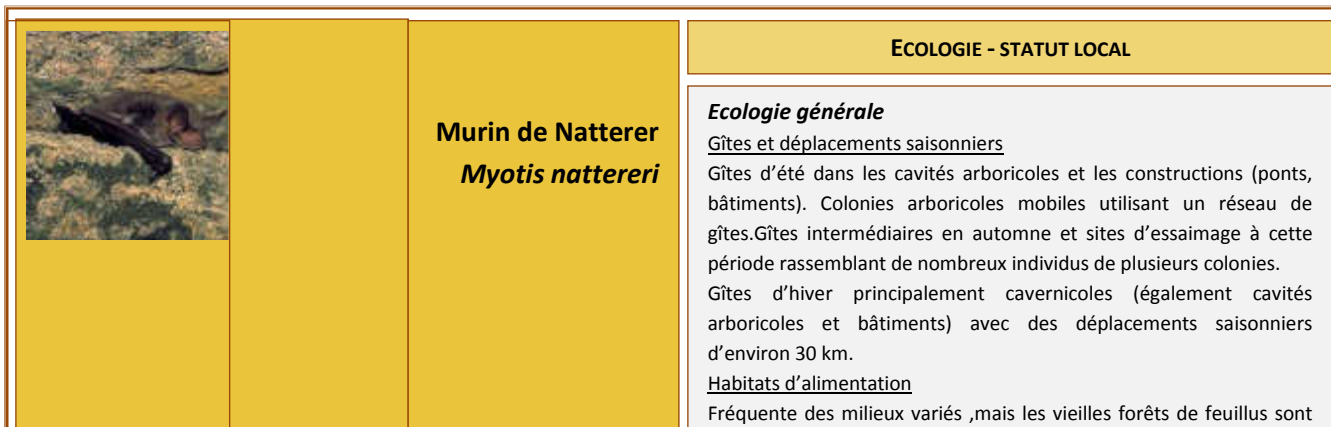 Murin de Natterer
Myotis nattereri
ECOLOGIE - STATUT LOCAL
Ecologie générale
Gîtes et déplacements saisonniers
Gîtes d’été dans les cavités arboricoles et les constructions (ponts,
bâtiments). Colonies arboricoles mobiles utilisant un réseau de
gîtes.Gîtes intermédiaires en automne et sites d’essaimage à cette
période rassemblant de nombreux individus de plusieurs colonies.
Gîtes d’hiver principalement cavernicoles (également cavités
arboricoles et bâtiments) avec des déplacements saisonniers
d’environ 30 km.
Habitats d’alimentation
Fréquente des milieux variés ,mais les vieilles forêts de feuillus sont